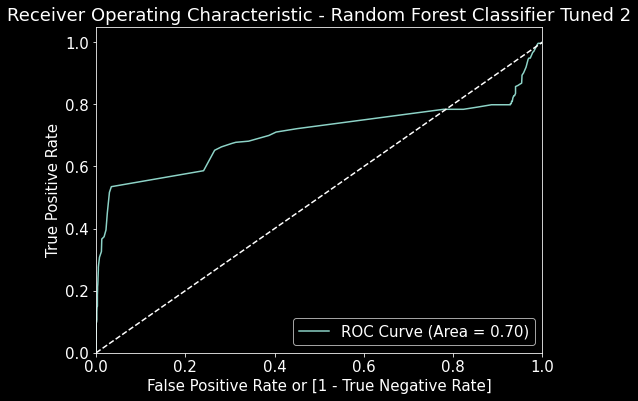 Receiver Operating Characteristic - Random Forest Classifier Tuned 2
1.0
0.8
0.6
0.4
0.2
0.0
True Positive Rate
ROC Curve (Area = 0.70)
0.0 0.2 0.4 0.6 0.8 1.0
False Positive Rate or [1 - True Negative Rate]